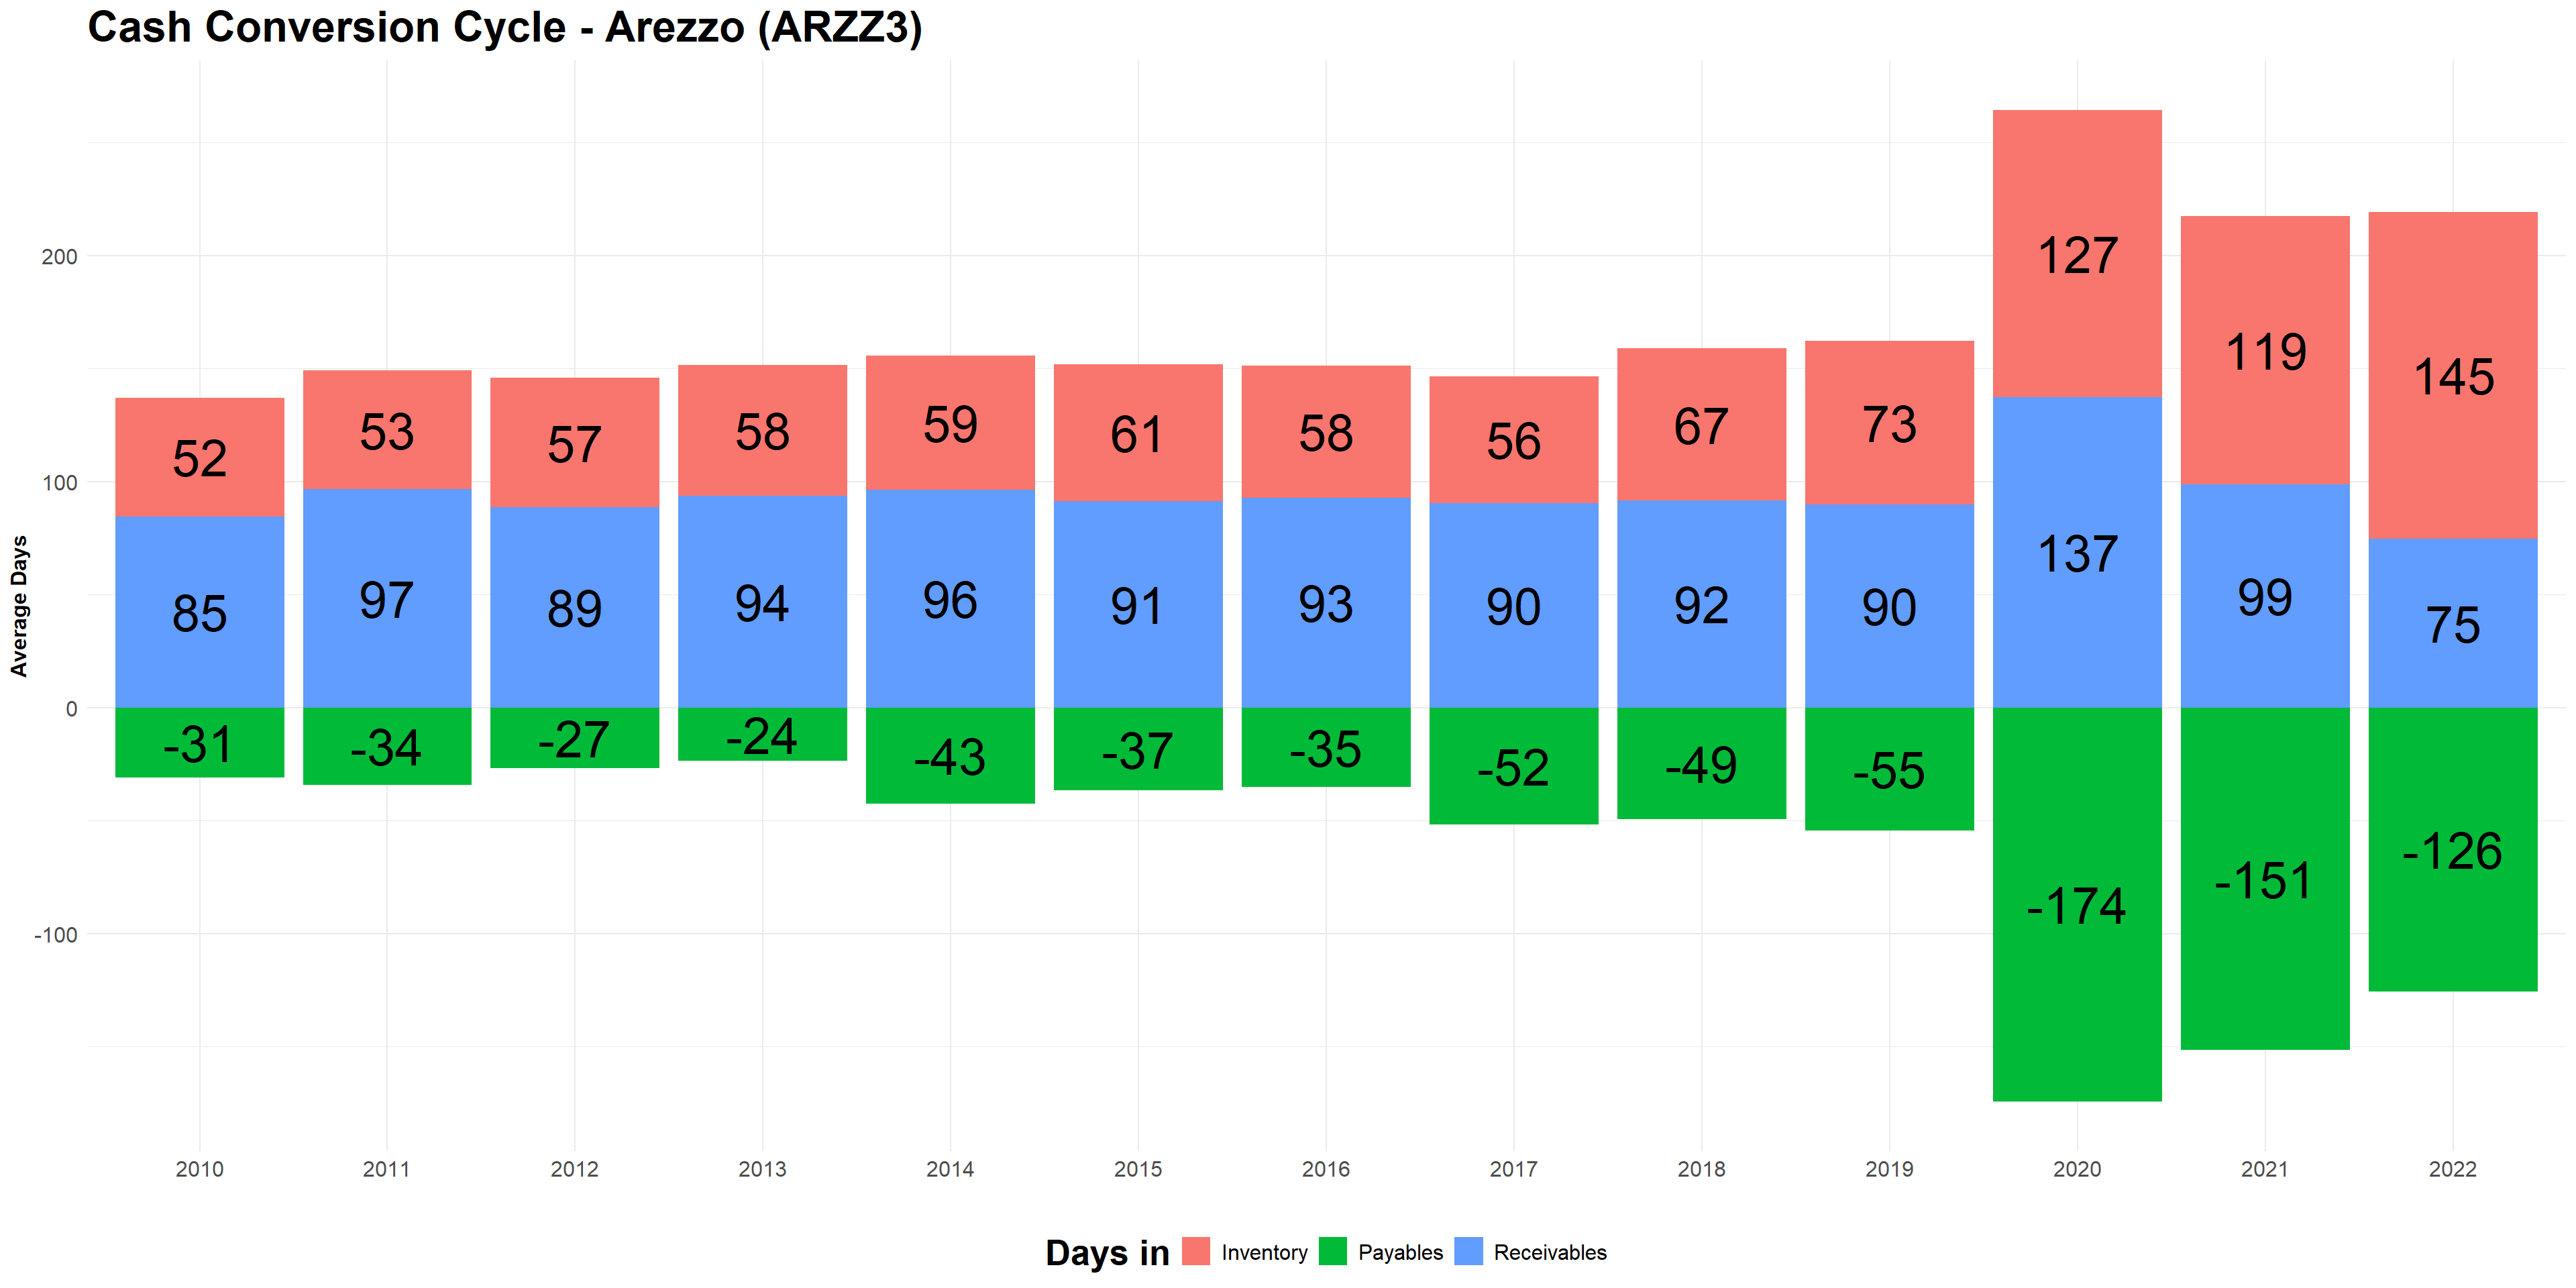 Cash Conversion Cycle - Arezzo (ARZZ3)
Average Days
200
100
0
-100
52 53 57 58 59 61 58 56 67 73 127 119 145
85 97 89 94 96 91 93 90 92 90 137 99 75
-31 -34 -27 -24 -43 -37 -35 -52 -49 -55 -174 -151 -126
2010 2011 2012 2013 2014 2015 2016 2017 2018 2019 2020 2021 2022
Days in Inventory Payables Receivables